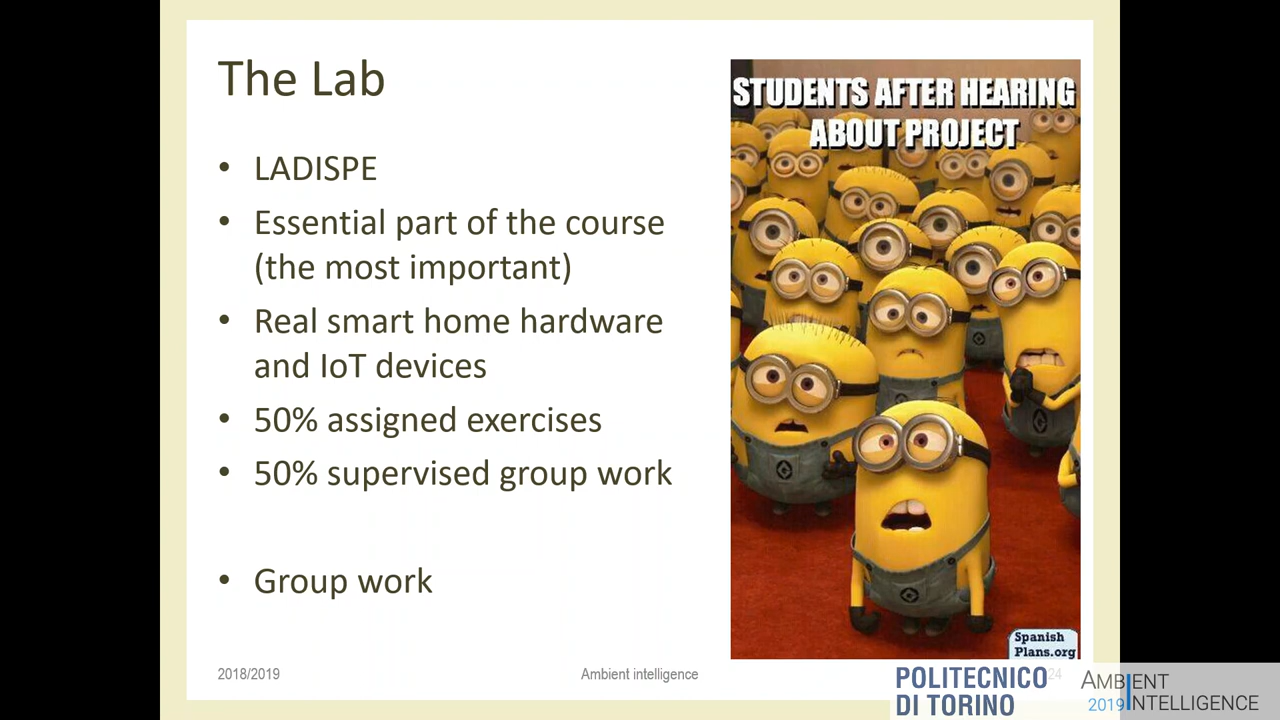 The Lab
• LADISPE
• Essential part of the course
(the most important)
• Real smart home hardware
and IoT devices
• 50% assigned exercises
• 50% supervised group work
• Group work
STUDENTS AFTER HEARING
ABOUT PROJECT
Spanish
Plans.org
2018/2019
Ambient intelligence
24
POLITECNICO
DI TORINO
AMBIENT
2019 INTELLIGENCE